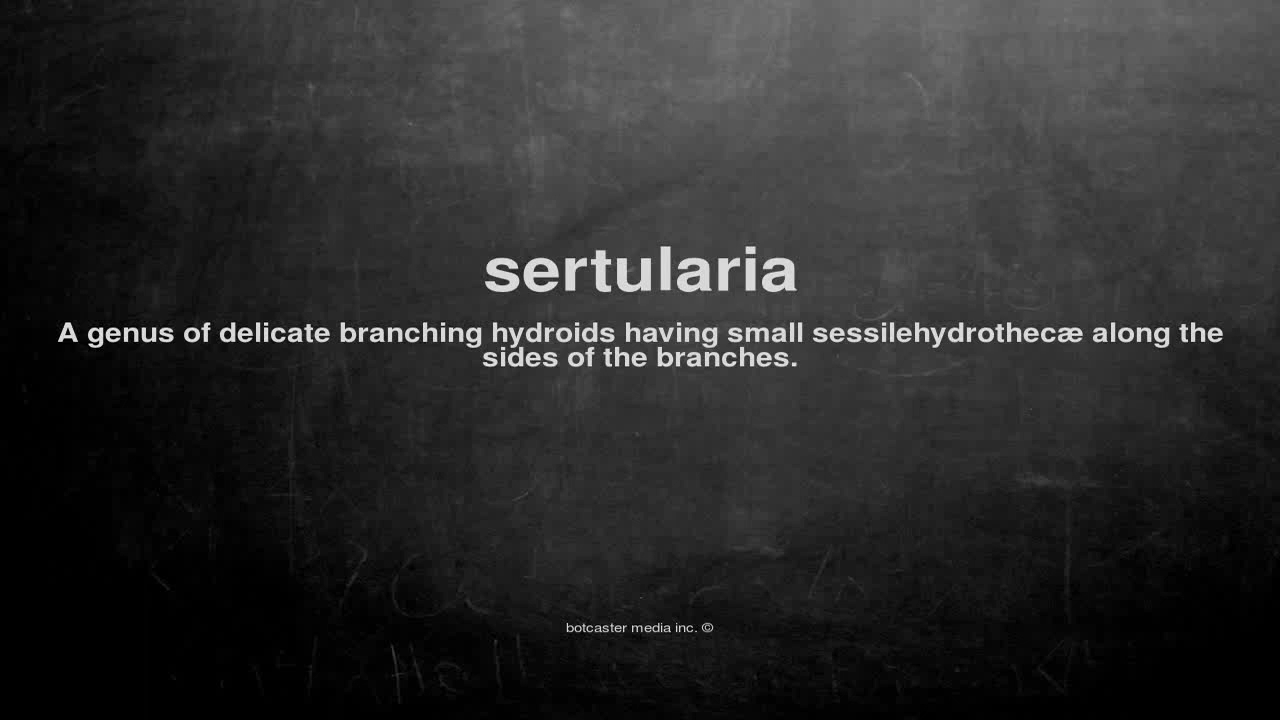 sertularia
A genus of delicate branching hydroids having small sessilehydrothecæ along the
sides of the branches.
botcaster media inc. ©